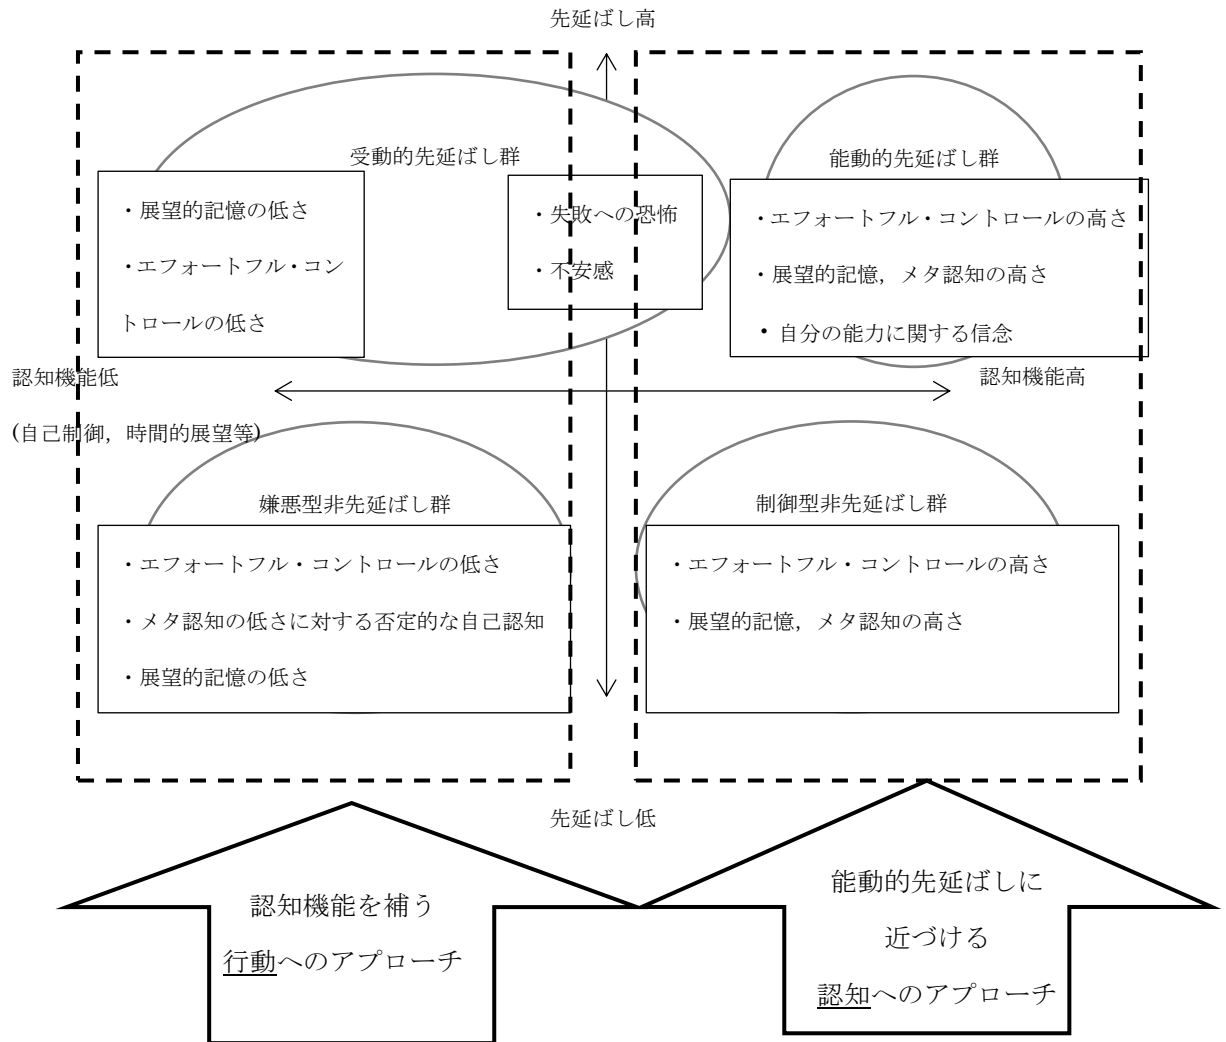 先延ばし高
受動的先延ばし群
・展望的記憶の低さ
・エフォートフル・コン
トロールの低さ
・失敗への恐怖
・不安感
能動的先延ばし群
・エフォートフル・コントロールの高さ
・展望的記憶，メタ認知の高さ
・自分の能力に関する信念
認知機能低
(自己制御，時間的展望等)
認知機能高
嫌悪型非先延ばし群
・エフォートフル・コントロールの低さ
・メタ認知の低さに対する否定的な自己認知
・展望的記憶の低さ
制御型非先延ばし群
・エフォートフル・コントロールの高さ
・展望的記憶，メタ認知の高さ
先延ばし低
認知機能を補う
行動へのアプローチ
能動的先延ばしに
近づける
認知へのアプローチ